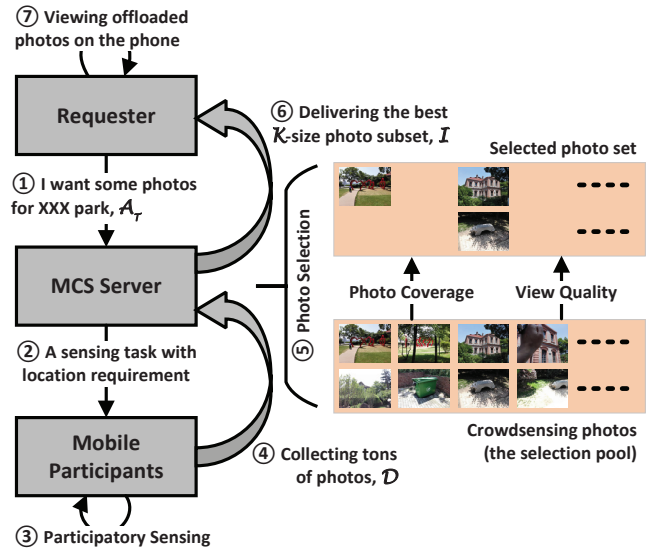 ⑦ Viewing offloaded
photos on the phone
Requester
① I want some photos
for XXX park, 𝒜_T
MCS Server
② A sensing task with
location requirement
Mobile
Participants
③ Participatory Sensing
④ Collecting tons
of photos, 𝒟
⑥ Delivering the best
𝒦-size photo subset, 𝑰
⑤ Photo Selection
Selected photo set
Photo Coverage
View Quality
Crowdsensing photos
(the selection pool)